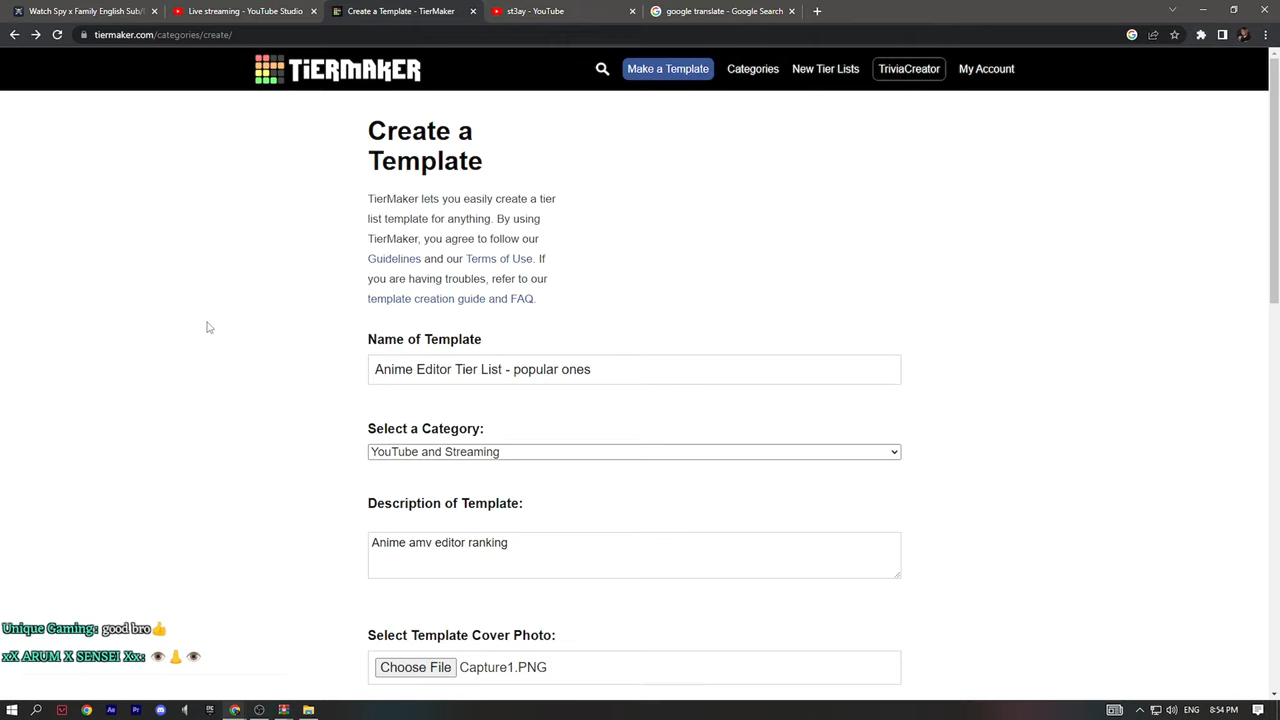 Watch Spy x Family English Sub/
Live streaming - YouTube Studio
Create a Template - TierMaker
st3ay - YouTube
google translate - Google Search
tiermaker.com/categories/create/
TiERMAKER
Make a Template
Categories
New Tier Lists
TriviaCreator
My Account
Create a
Template
TierMaker lets you easily create a tier
list template for anything. By using
TierMaker, you agree to follow our
Guidelines and our Terms of Use. If
you are having troubles, refer to our
template creation guide and FAQ.
Name of Template
Anime Editor Tier List - popular ones
Select a Category:
YouTube and Streaming
Description of Template:
Anime amv editor ranking
Unique Gaming: good bro👍
xX ARUM X SENSEI Xx: 👁️👃👁️
Select Template Cover Photo:
Choose File Capture1.PNG
Ae
Pr
EPIC
ENG
8:54 PM